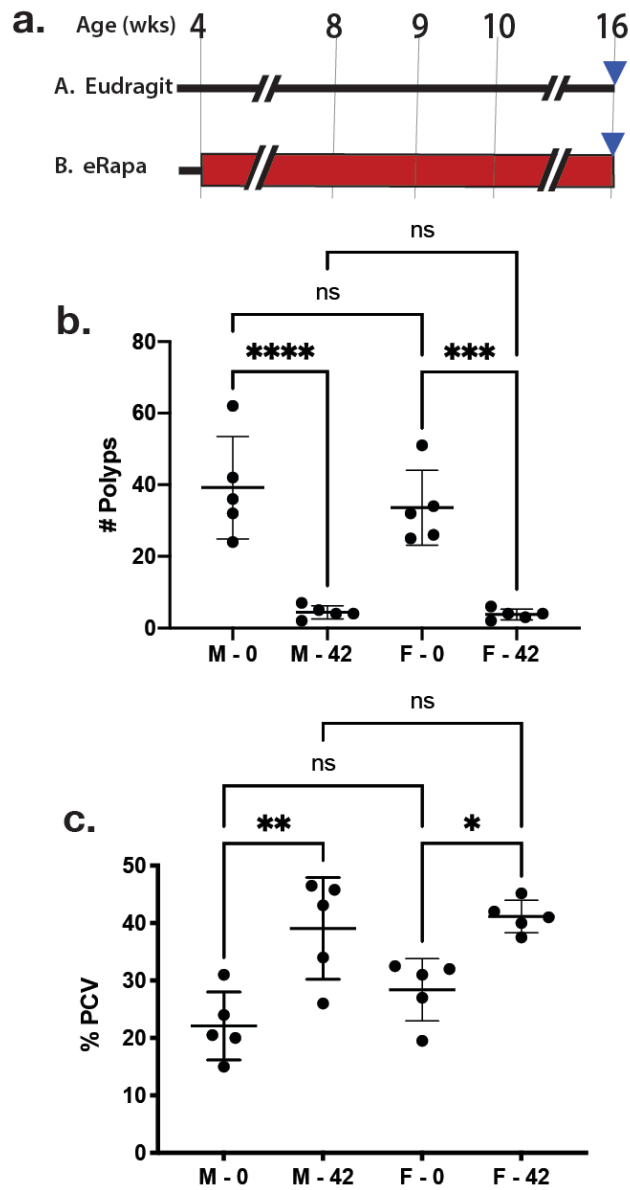 a. Age (wks) 4 8 9 10 16
A. Eudragit
B. eRapa
b.
ns
ns
**** ***
80
60
40
20
0
# Polyps
M - 0 M - 42 F - 0 F - 42
c.
ns
ns
** *
50
40
30
20
10
0
% PCV
M - 0 M - 42 F - 0 F - 42